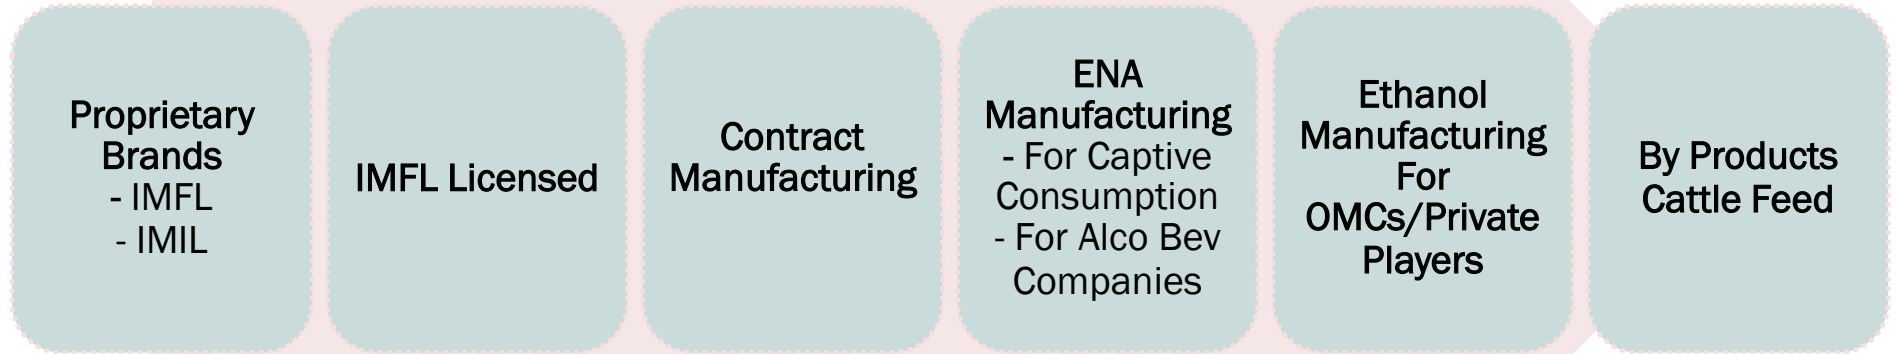 Proprietary
Brands
- IMFL
- IMIL
IMFL Licensed
Contract
Manufacturing
ENA
Manufacturing
- For Captive
Consumption
- For Alco Bev
Companies
Ethanol
Manufacturing
For
OMCs/Private
Players
By Products
Cattle Feed